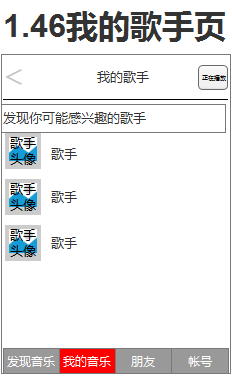 1.46我的歌手页
我的歌手
正在播放
发现你可能感兴趣的歌手
歌手
头像
歌手
歌手
头像
歌手
歌手
头像
歌手
发现音乐 我的音乐 朋友 帐号